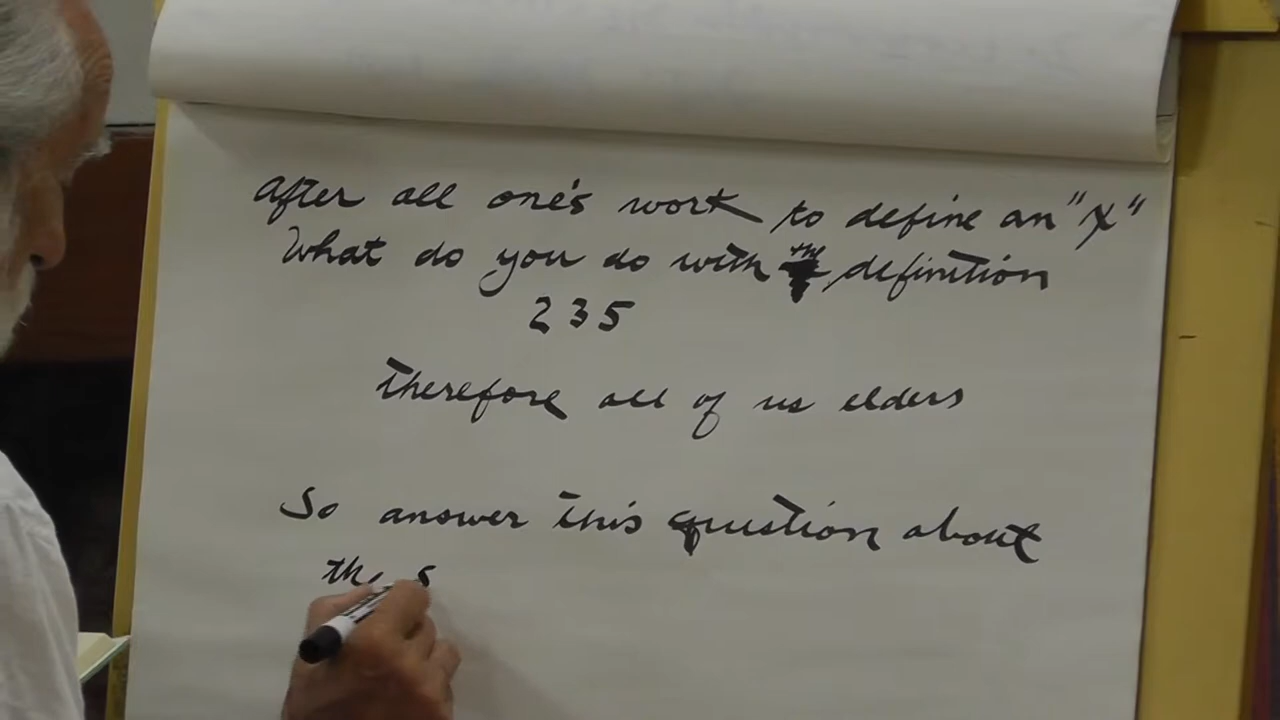 After all one's work to define an "X"
What do you do with the definition
235
Therefore all of us elders
So answer this question about
the s